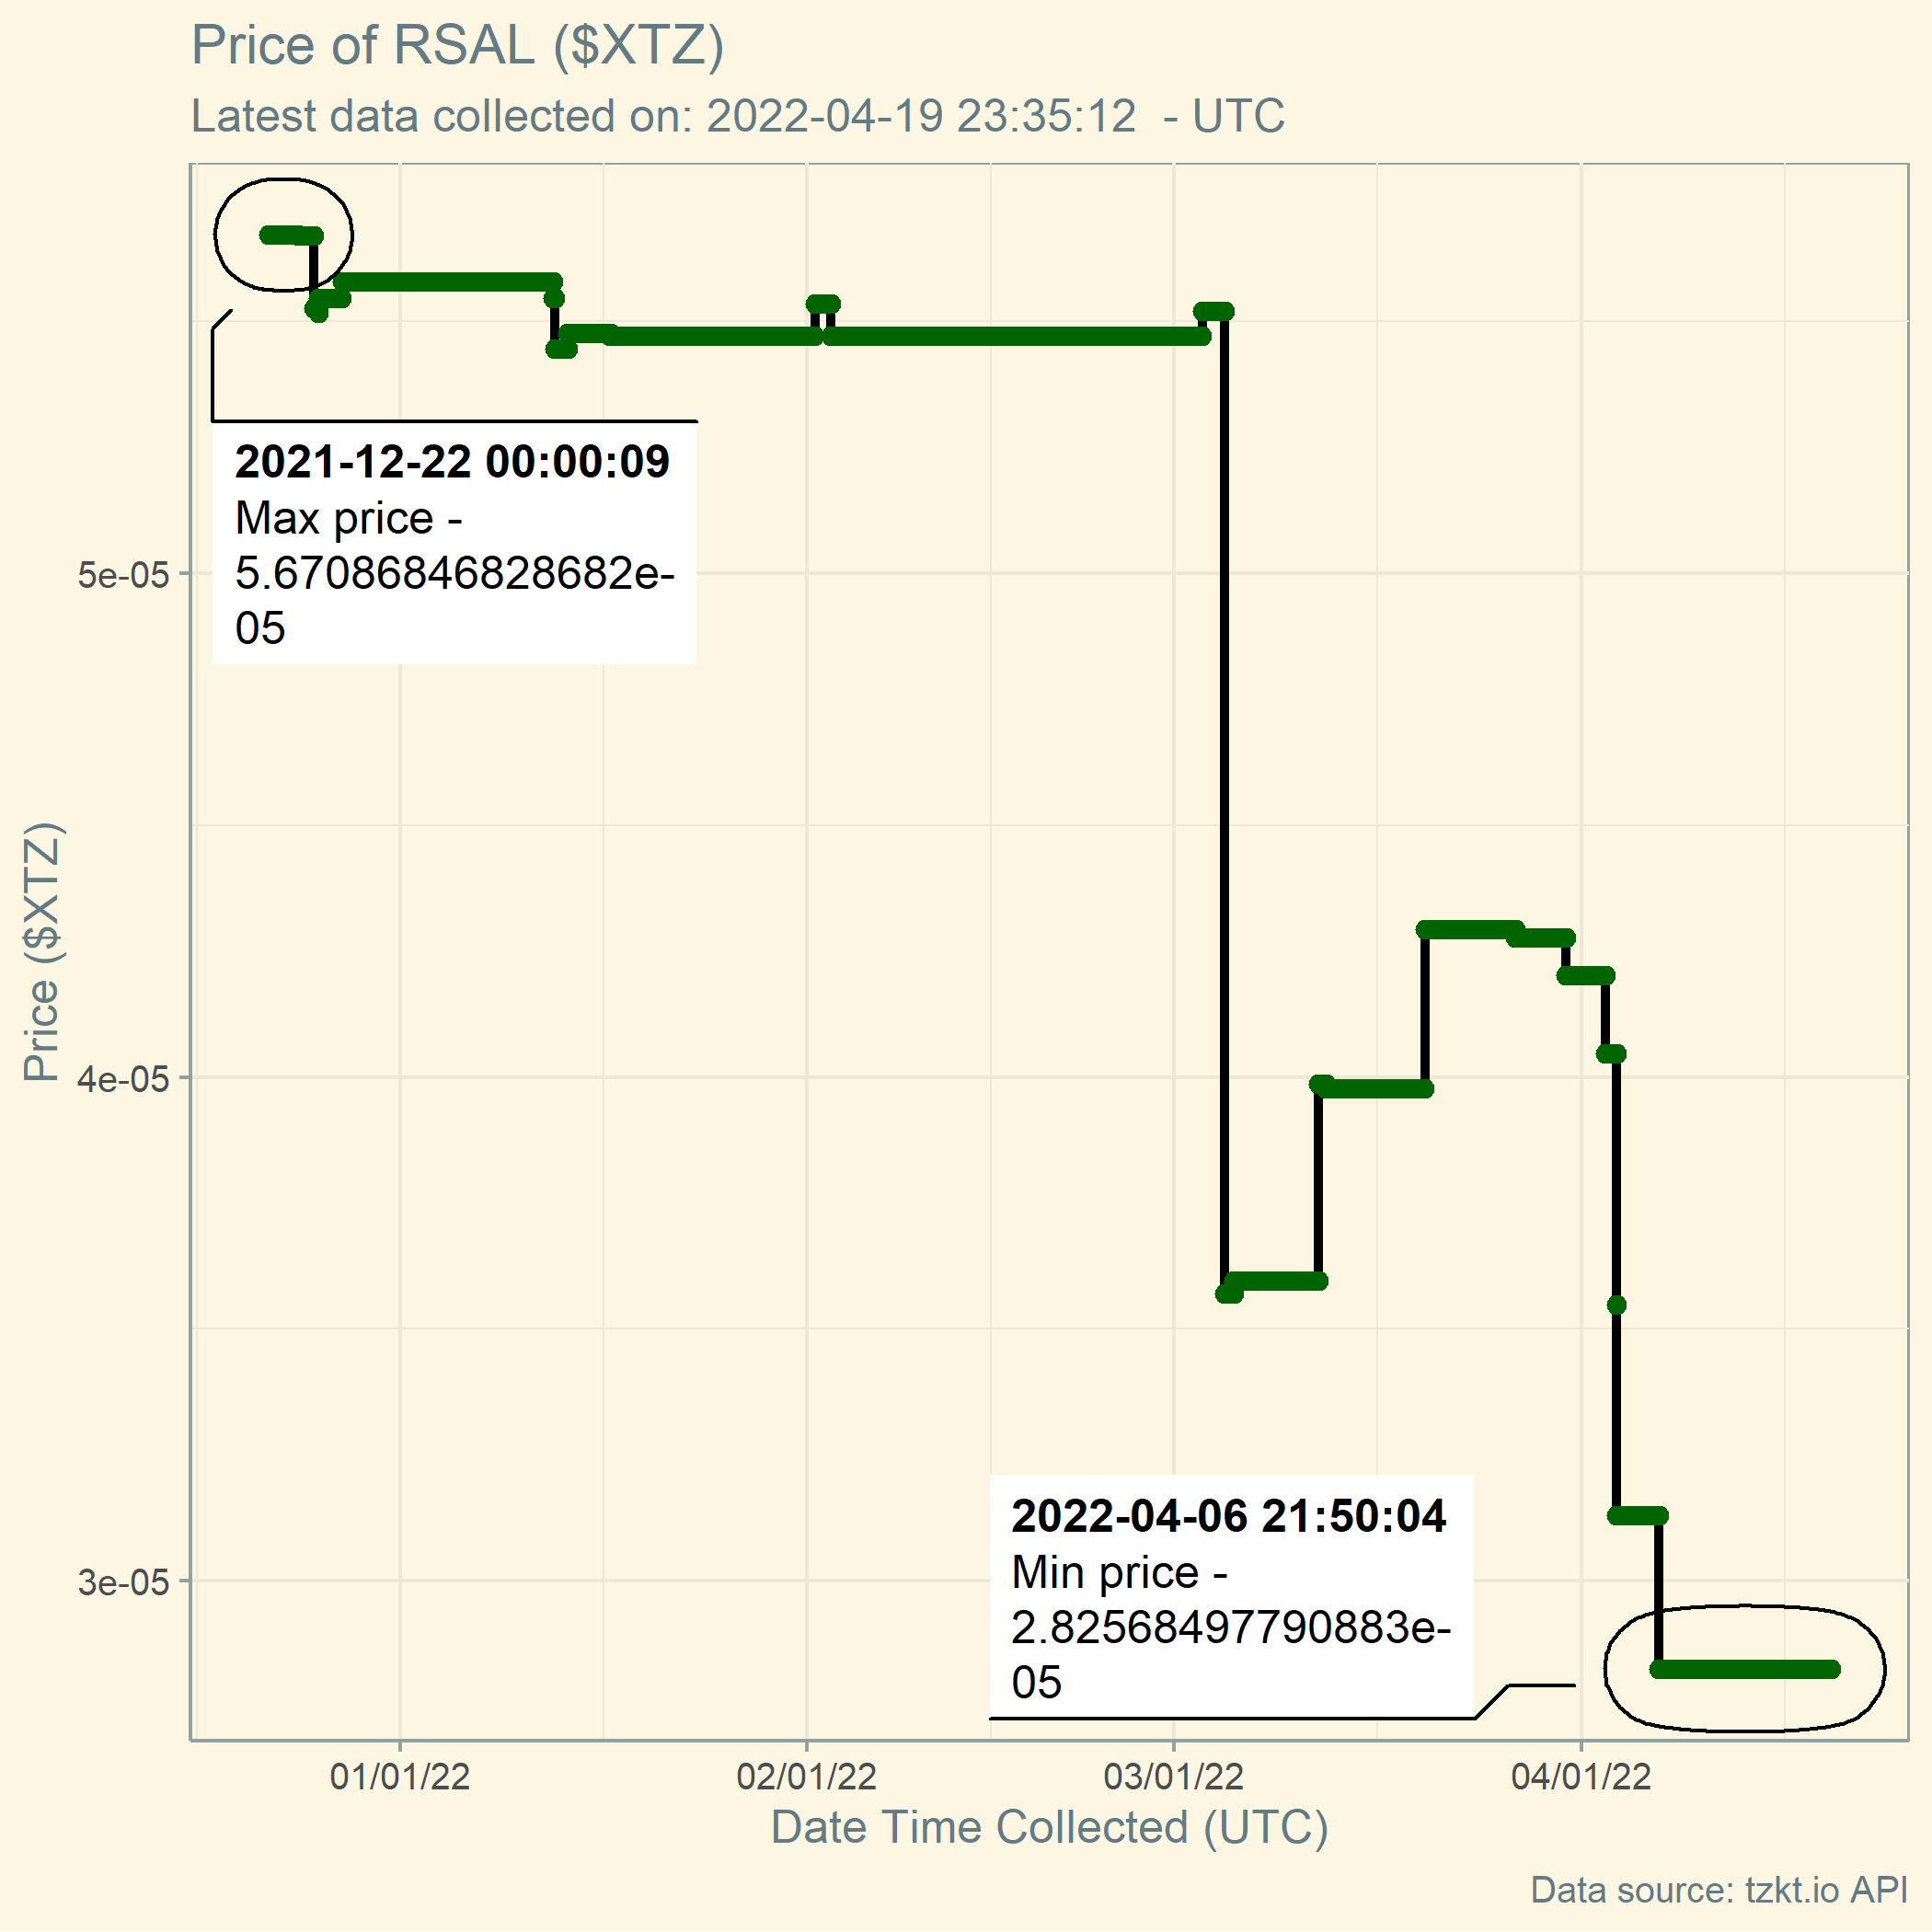 Price of RSAL ($XTZ)
Latest data collected on: 2022-04-19 23:35:12  - UTC
2021-12-22 00:00:09
Max price -
5.67086846828682e-
05
5e-05
Price ($XTZ)
4e-05
2022-04-06 21:50:04
Min price -
2.82568497790883e-
05
3e-05
01/01/22 02/01/22 03/01/22 04/01/22
Date Time Collected (UTC)
Data source: tzkt.io API